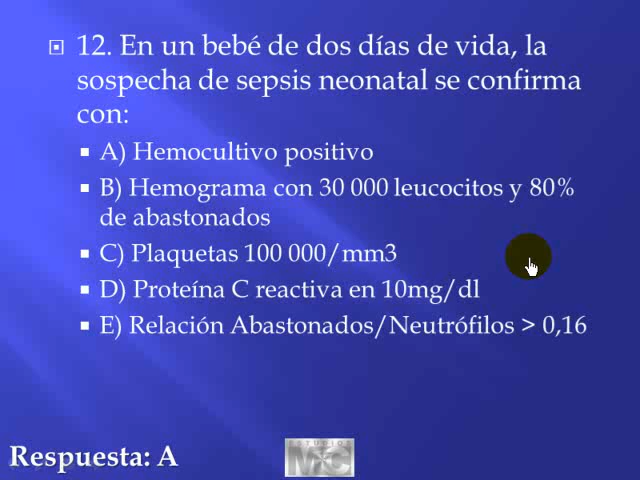 12. En un bebé de dos días de vida, la
sospecha de sepsis neonatal se confirma
con:
A) Hemocultivo positivo
B) Hemograma con 30 000 leucocitos y 80%
de abastonados
C) Plaquetas 100 000/mm3
D) Proteína C reactiva en 10mg/dl
E) Relación Abastonados/Neutrófilos > 0,16
Respuesta: A
ESTUDIOS
MYC